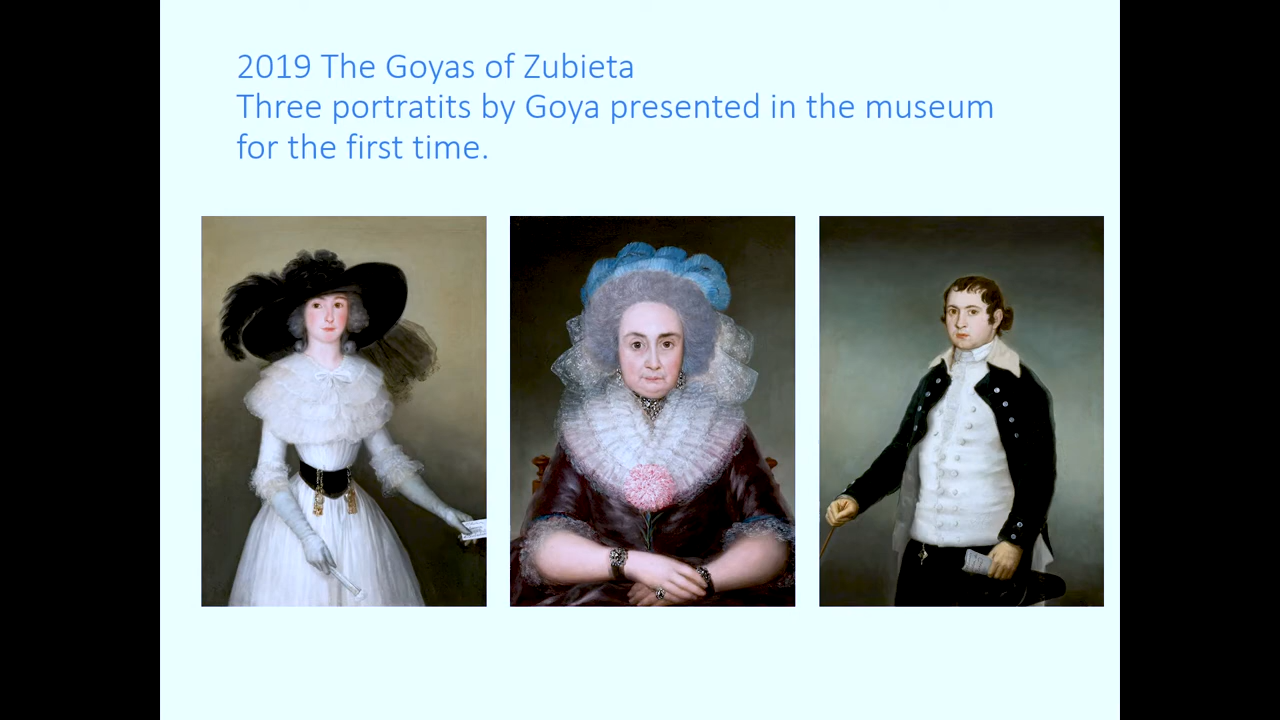 2019 The Goyas of Zubieta
Three portratits by Goya presented in the museum
for the first time.